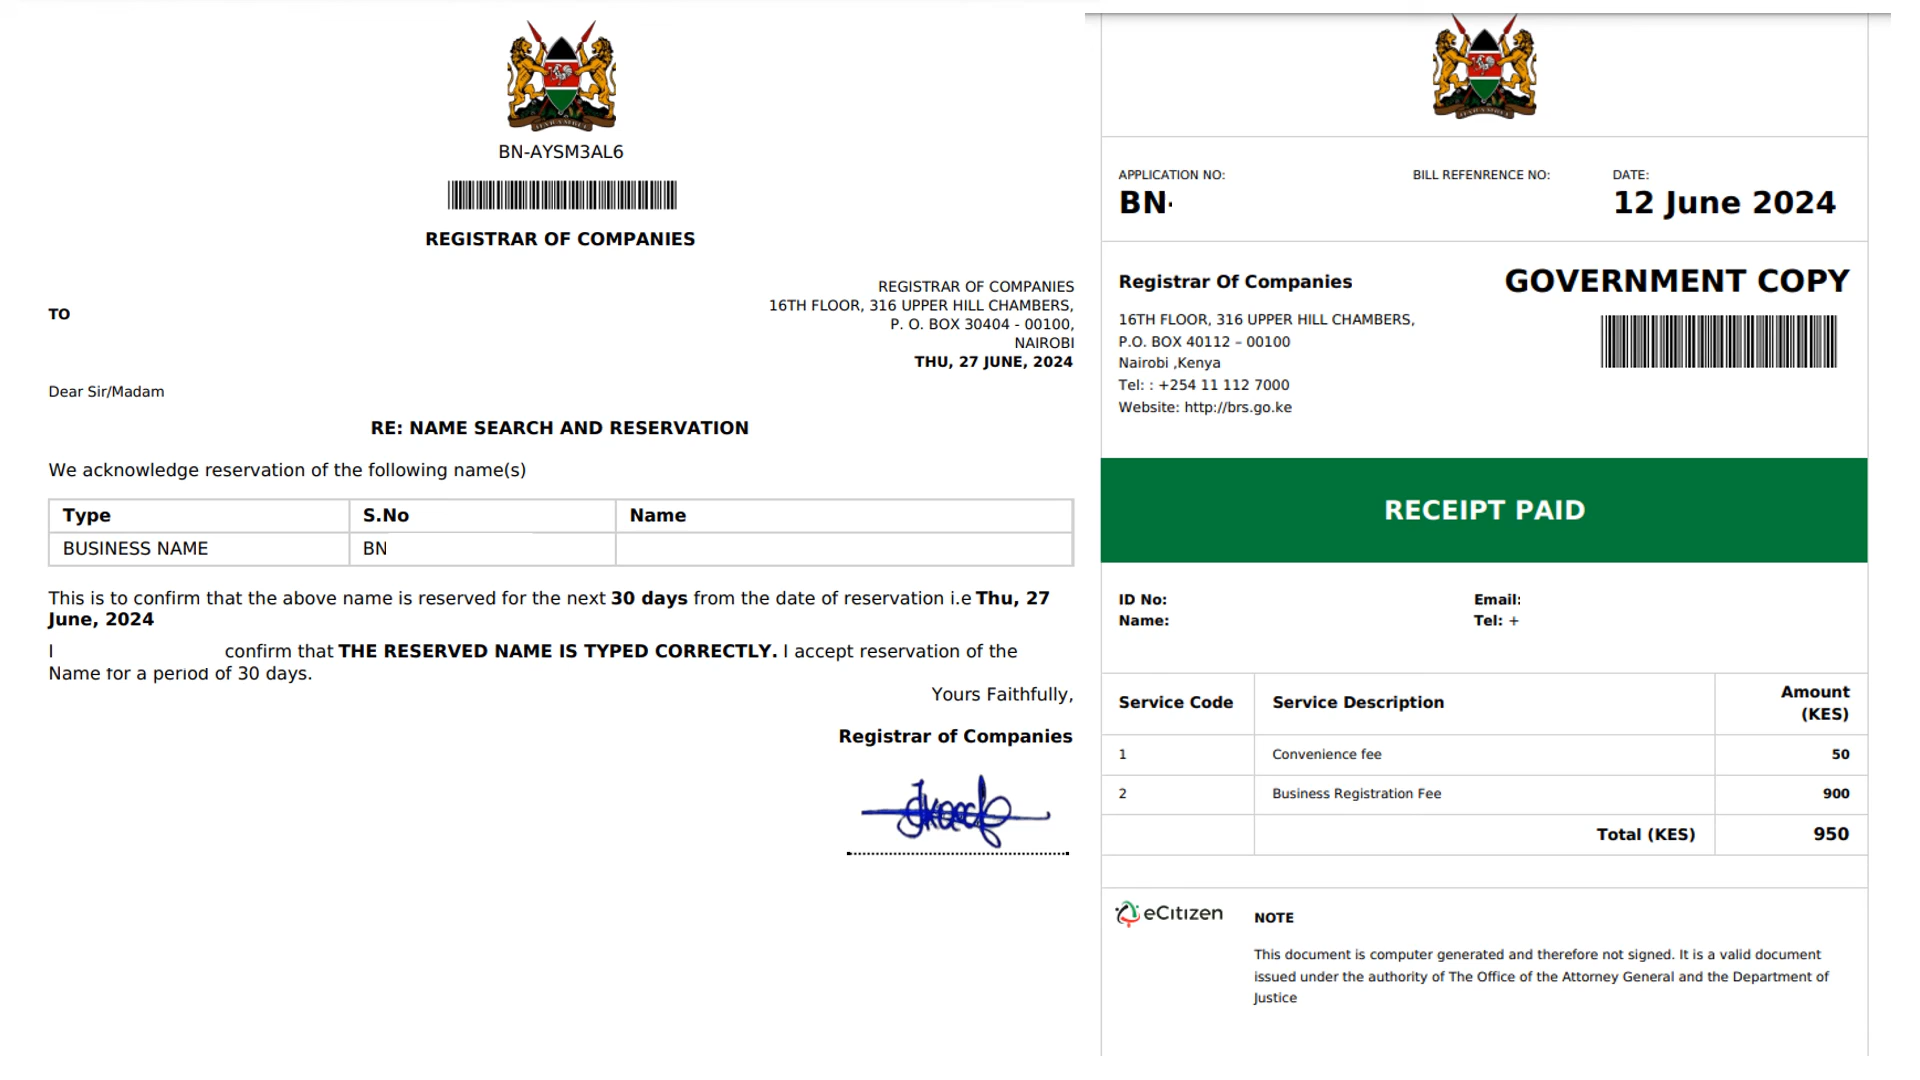 BN-AYSM3AL6
REGISTRAR OF COMPANIES
REGISTRAR OF COMPANIES
16TH FLOOR, 316 UPPER HILL CHAMBERS,
TO
P. O. BOX 30404 - 00100,
NAIROBI
THU, 27 JUNE, 2024
Dear Sir/Madam
RE: NAME SEARCH AND RESERVATION
We acknowledge reservation of the following name(s)
Type S.No Name
BUSINESS NAME BN
This is to confirm that the above name is reserved for the next 30 days from the date of reservation i.e Thu, 27
June, 2024
I confirm that THE RESERVED NAME IS TYPED CORRECTLY. I accept reservation of the
Name for a period of 30 days.
Yours Faithfully,
Registrar of Companies
APPLICATION NO: BILL REFENRENCE NO: DATE:
BN- 12 June 2024
Registrar Of Companies GOVERNMENT COPY
16TH FLOOR, 316 UPPER HILL CHAMBERS,
P.O. BOX 40112 – 00100
Nairobi ,Kenya
Tel: : +254 11 112 7000
Website: http://brs.go.ke
RECEIPT PAID
ID No: Email:
Name: Tel: +
Service Code Service Description Amount
(KES)
1 Convenience fee 50
2 Business Registration Fee 900
Total (KES) 950
eCitizen NOTE
This document is computer generated and therefore not signed. It is a valid document
issued under the authority of The Office of the Attorney General and the Department of
Justice